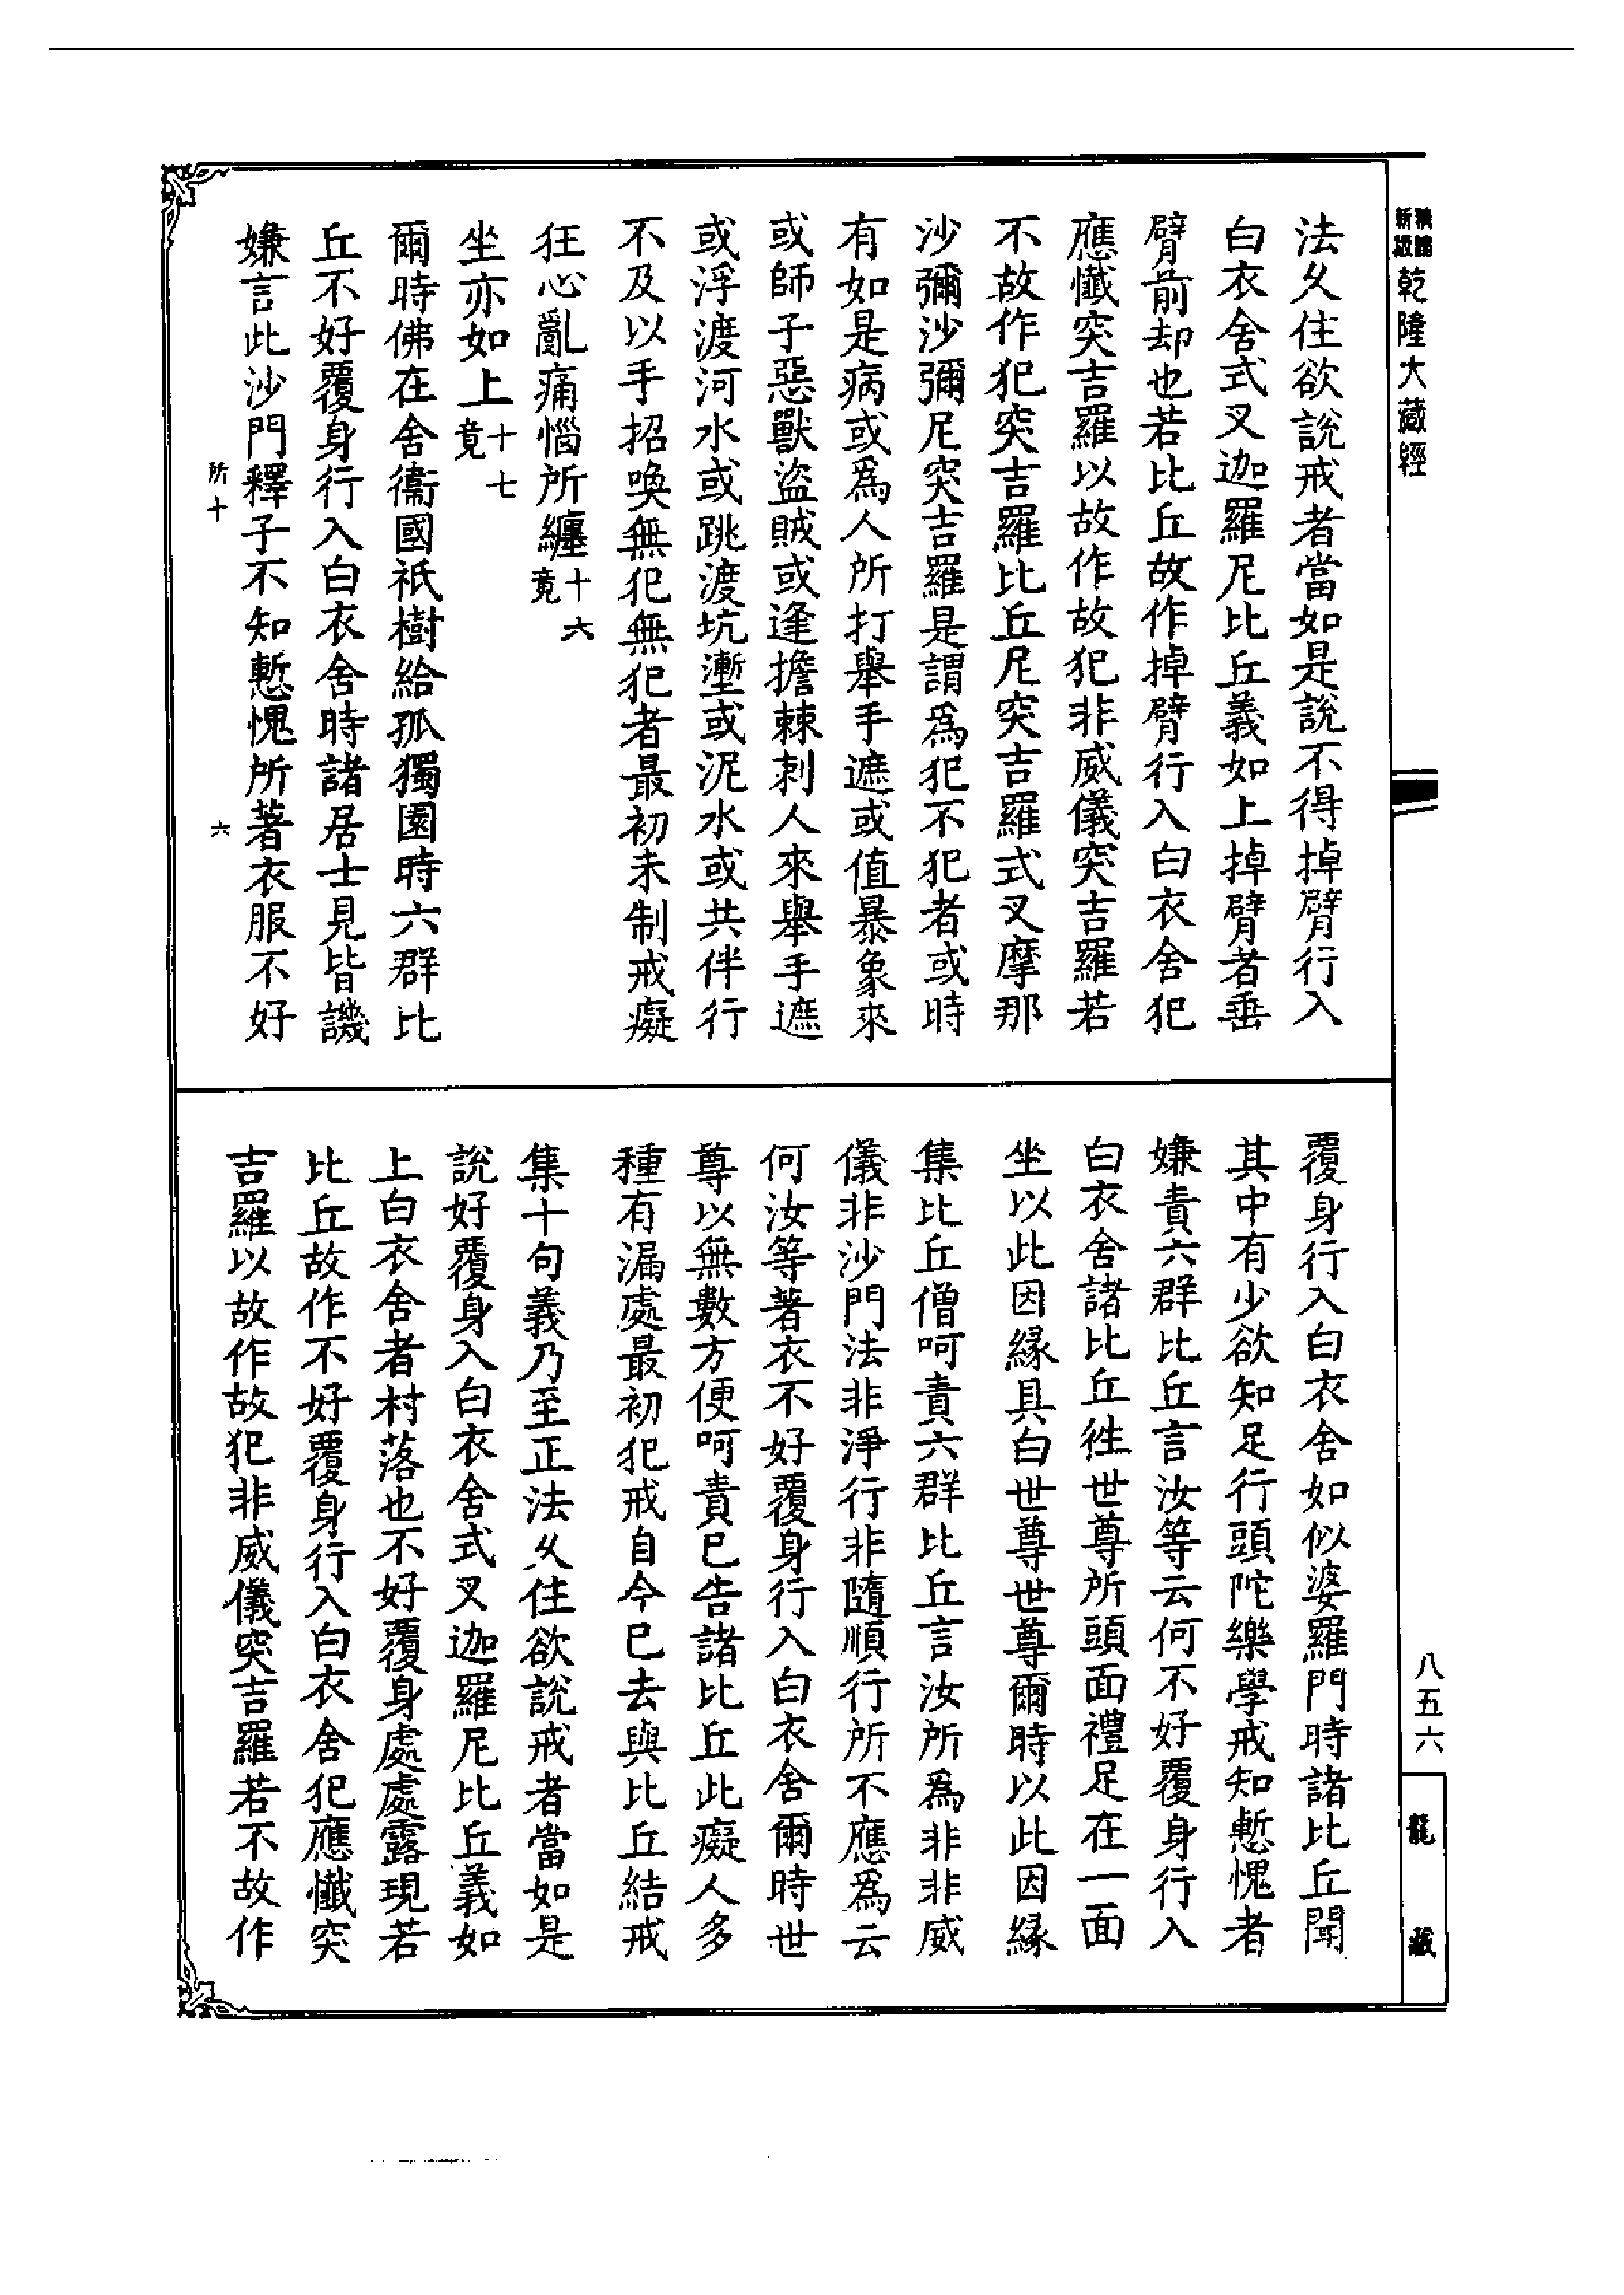 乾隆大藏經
法久住欲說戒者當如是說不得掉臂行入
白衣舍式叉迦羅尼比丘義如上掉臂者垂
臂前却也若比丘故作掉臂行入白衣舍犯
應懺突吉羅以故作故犯非威儀突吉羅若
不故作犯突吉羅比丘尼突吉羅式叉摩那
沙彌沙彌尼突吉羅是謂為犯不犯者或時
有如是病或為人所打舉手遮或值暴象來
或師子惡獸盜賊或逢擔棘刺人來舉手遮
或浮渡河水或跳渡坑壍或泥水或共伴行
不及以手招喚無犯無犯者最初未制戒癡
狂心亂痛惱所纏十六竟
坐亦如上十七竟
爾時佛在舍衞國祇樹給孤獨園時六群比
丘不好覆身行入白衣舍時諸居士見皆譏
嫌言此沙門釋子不知慙愧所著衣服不好
所十 六
覆身行入白衣舍如似婆羅門時諸比丘聞
其中有少欲知足行頭陀樂學戒知慙愧者
嫌責六群比丘言汝等云何不好覆身行入
白衣舍諸比丘徃世尊所頭面禮足在一面
坐以此因緣具白世尊世尊爾時以此因緣
集比丘僧呵責六群比丘言汝所為非非威
儀非沙門法非淨行非隨順行所不應為云
何汝等著衣不好覆身行入白衣舍爾時世
尊以無數方便呵責已告諸比丘此癡人多
種有漏處最初犯戒自今已去與比丘結戒
集十句義乃至正法久住欲說戒者當如是
說好覆身入白衣舍式叉迦羅尼比丘義如
上白衣舍者村落也不好覆身處處露現若
比丘故作不好覆身行入白衣舍犯應懺突
吉羅以故作故犯非威儀突吉羅若不故作
八五六
龍藏